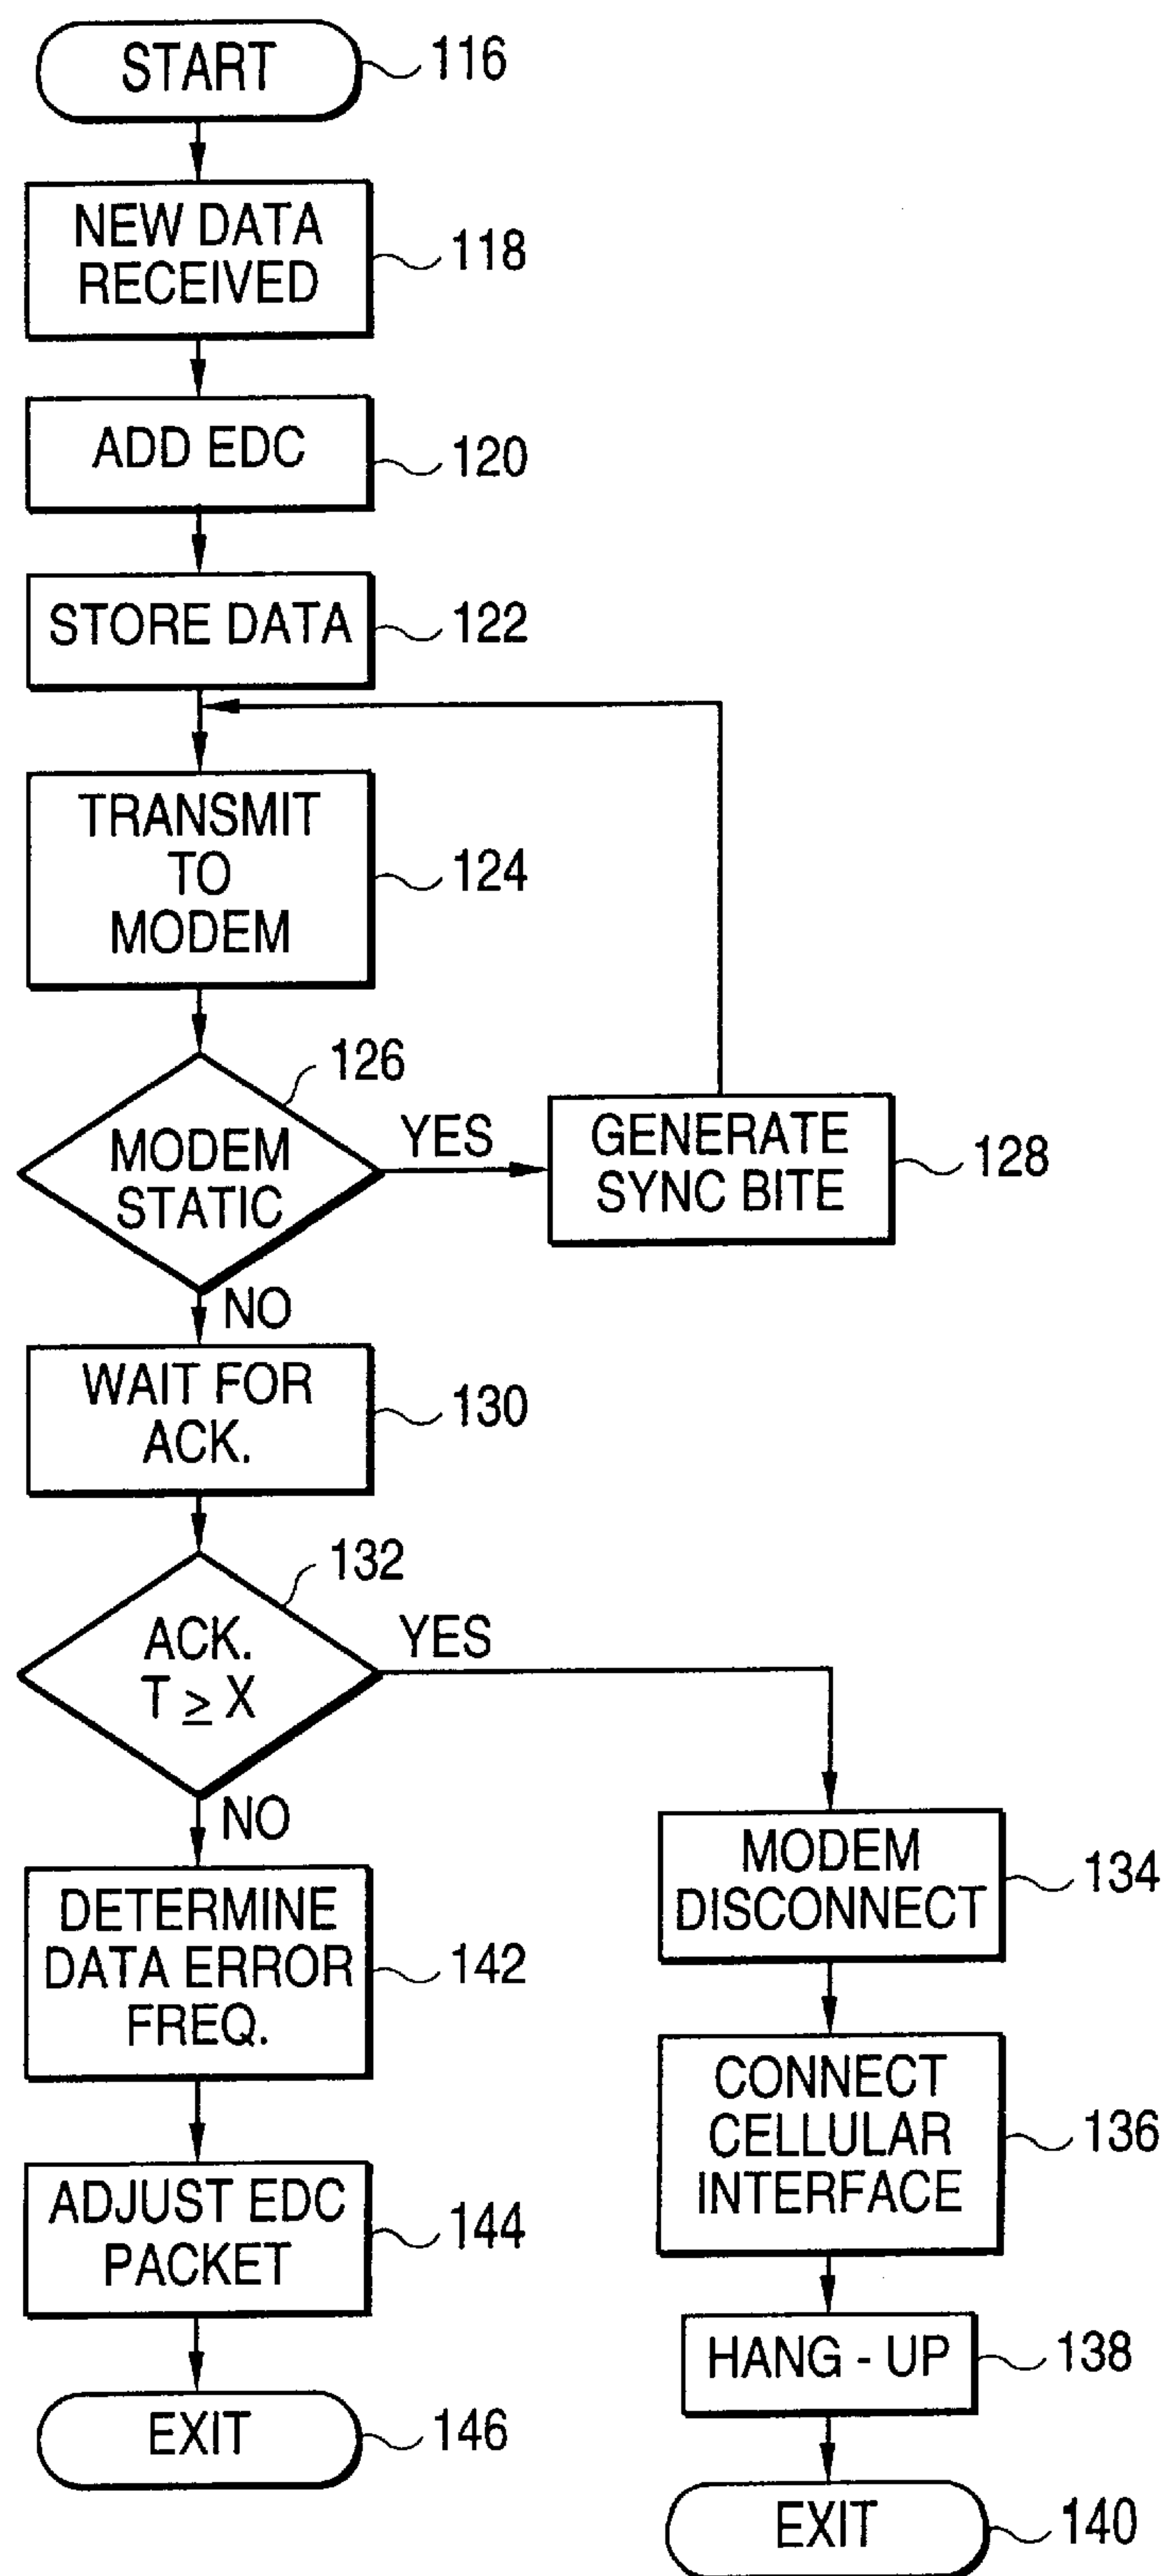 START
116
NEW DATA
RECEIVED
118
ADD EDC
120
STORE DATA
122
TRANSMIT
TO
MODEM
124
126
MODEM
STATIC
YES
GENERATE
SYNC BITE
128
NO
WAIT FOR
ACK.
130
132
ACK.
T ≥ X
YES
NO
MODEM
DISCONNECT
134
DETERMINE
DATA ERROR
FREQ.
142
CONNECT
CELLULAR
INTERFACE
136
ADJUST EDC
PACKET
144
HANG - UP
138
EXIT
146
EXIT
140